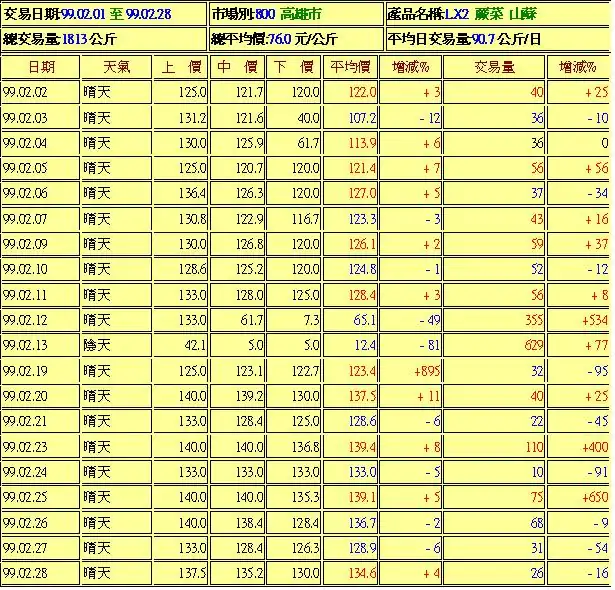 交易日期:99.02.01 至 99.02.28 市場別:800 高雄市 產品名稱:LX2 蕨菜 山蘇
總交易量:1813 公斤 總平均價:76.0 元/公斤 平均日交易量:90.7 公斤/日
日期 天氣 上 價 中 價 下 價 平均價 增減% 交易量 增減%
99.02.02 晴天 125.0 121.7 120.0 122.0 + 3 40 + 25
99.02.03 晴天 131.2 121.6 40.0 107.2 - 12 36 - 10
99.02.04 晴天 130.0 125.9 61.7 113.9 + 6 36 0
99.02.05 晴天 125.0 120.7 120.0 121.4 + 7 56 + 56
99.02.06 晴天 136.4 126.3 120.0 127.0 + 5 37 - 34
99.02.07 晴天 130.8 122.9 116.7 123.3 - 3 43 + 16
99.02.09 晴天 130.0 126.8 120.0 126.1 + 2 59 + 37
99.02.10 晴天 128.6 125.2 120.0 124.8 - 1 52 - 12
99.02.11 晴天 133.0 128.0 125.0 128.4 + 3 56 + 8
99.02.12 晴天 133.0 61.7 7.3 65.1 - 49 355 +534
99.02.13 陰天 42.1 5.0 5.0 12.4 - 81 629 + 77
99.02.19 晴天 125.0 123.1 122.7 123.4 +895 32 - 95
99.02.20 晴天 140.0 139.2 130.0 137.5 + 11 40 + 25
99.02.21 晴天 133.0 128.4 125.0 128.6 - 6 22 - 45
99.02.23 晴天 140.0 140.0 136.8 139.4 + 8 110 +400
99.02.24 晴天 133.0 133.0 133.0 133.0 - 5 10 - 91
99.02.25 晴天 140.0 140.0 135.3 139.1 + 5 75 +650
99.02.26 晴天 140.0 138.4 128.4 136.7 - 2 68 - 9
99.02.27 晴天 133.0 128.4 126.3 128.9 - 6 31 - 54
99.02.28 晴天 137.5 135.2 130.0 134.6 + 4 26 - 16